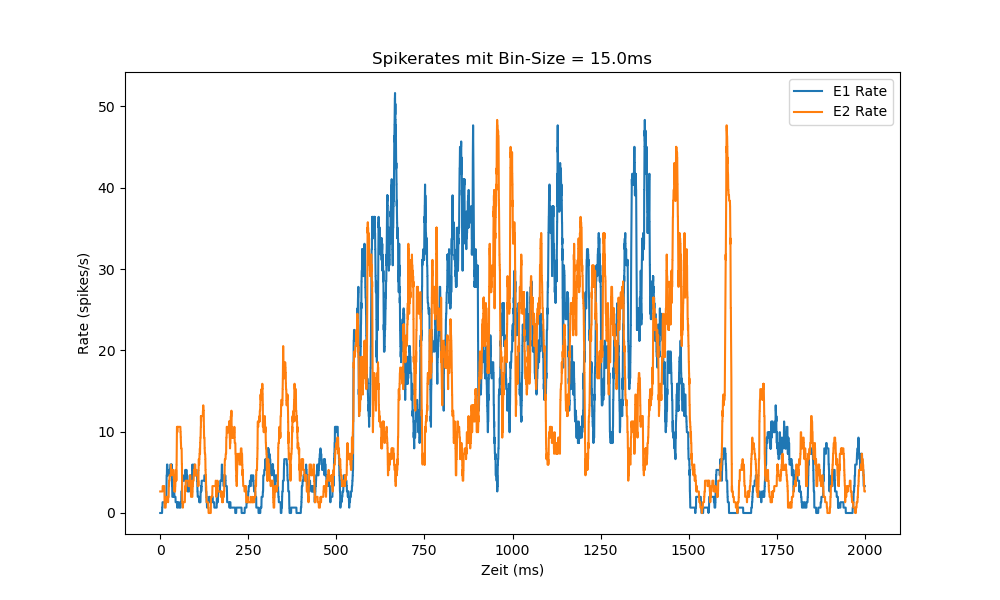 Spikerates mit Bin-Size = 15.0ms
E1 Rate
E2 Rate
Rate (spikes/s)
50
40
30
20
10
0
0 250 500 750 1000 1250 1500 1750 2000
Zeit (ms)